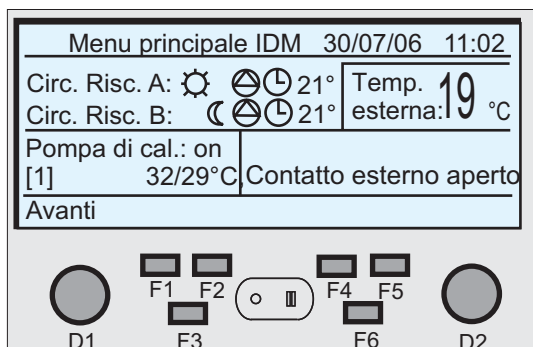 Menu principale IDM 30/07/06 11:02
Circ. Risc. A: 21°
Circ. Risc. B: 21°
Temp. esterna: 19 °C
Pompa di cal.: on
[1] 32/29°C
Contatto esterno aperto
Avanti
F1 F2 F4 F5
D1 F3 F6 D2